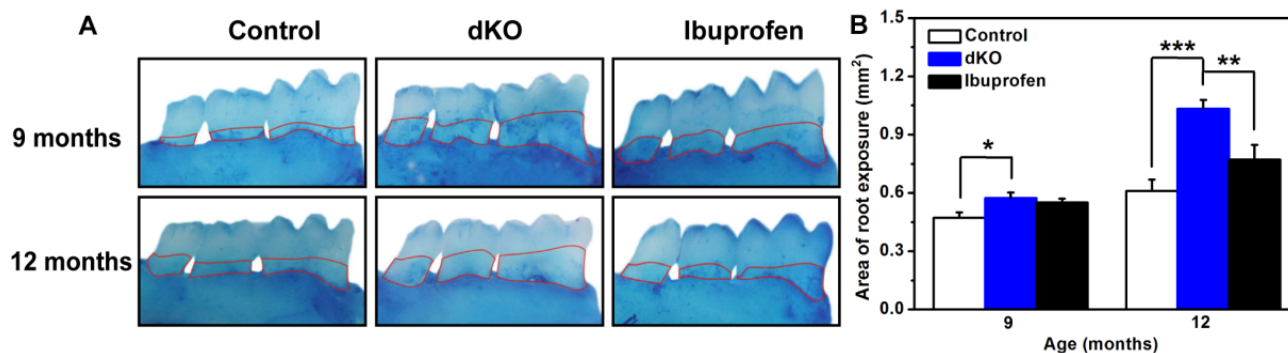 A
Control
dKO
Ibuprofen
9 months
12 months
B
Area of root exposure (mm²)
1.5
1.2
0.9
0.6
0.3
0.0
Control
dKO
Ibuprofen
*
***
**
9
12
Age (months)